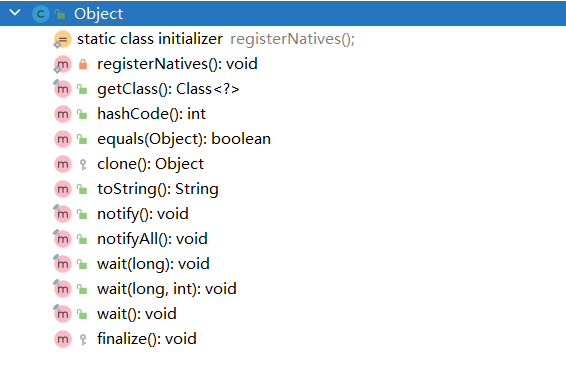 Object
static class initializer registerNatives();
registerNatives(): void
getClass(): Class<?>
hashCode(): int
equals(Object): boolean
clone(): Object
toString(): String
notify(): void
notifyAll(): void
wait(long): void
wait(long, int): void
wait(): void
finalize(): void